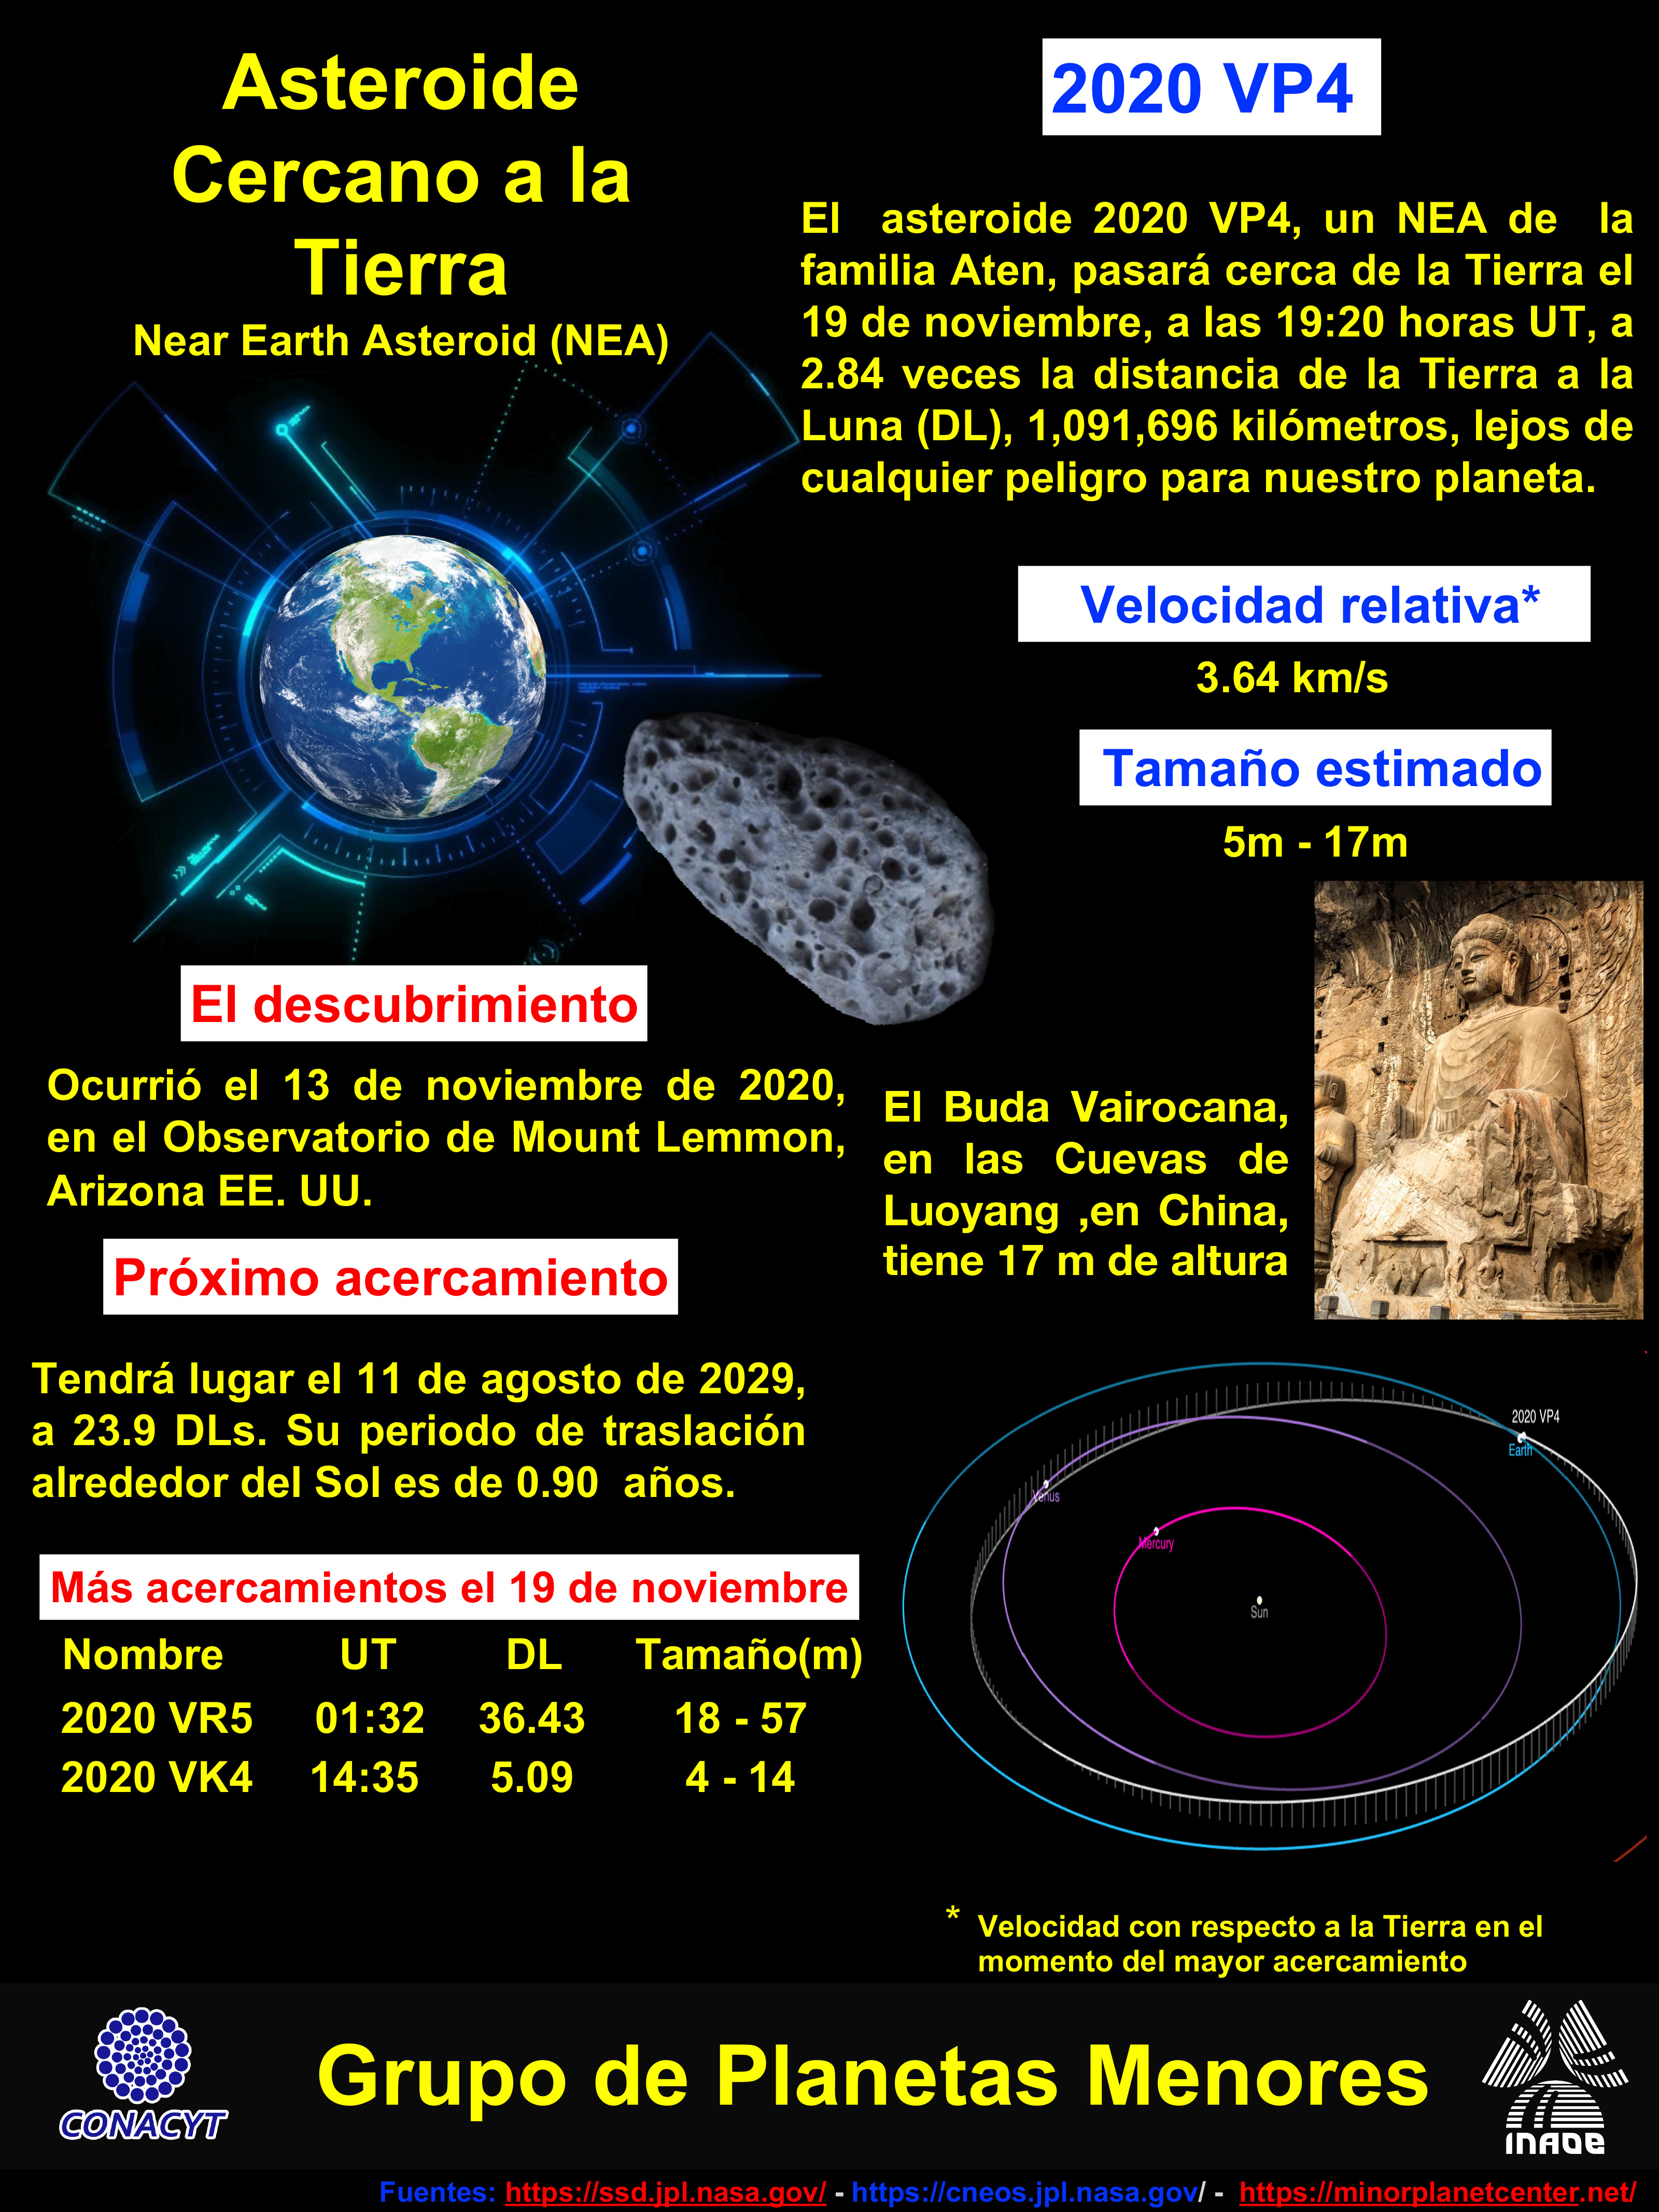 Asteroide
Cercano a la
Tierra
Near Earth Asteroid (NEA)
2020 VP4
El asteroide 2020 VP4, un NEA de la
familia Aten, pasará cerca de la Tierra el
19 de noviembre, a las 19:20 horas UT, a
2.84 veces la distancia de la Tierra a la
Luna (DL), 1,091,696 kilómetros, lejos de
cualquier peligro para nuestro planeta.
Velocidad relativa*
3.64 km/s
Tamaño estimado
5m - 17m
El descubrimiento
Ocurrió el 13 de noviembre de 2020,
en el Observatorio de Mount Lemmon,
Arizona EE. UU.
El Buda Vairocana,
en las Cuevas de
Luoyang ,en China,
tiene 17 m de altura
Próximo acercamiento
Tendrá lugar el 11 de agosto de 2029,
a 23.9 DLs. Su periodo de traslación
alrededor del Sol es de 0.90 años.
Más acercamientos el 19 de noviembre
Nombre UT DL Tamaño(m)
2020 VR5 01:32 36.43 18 - 57
2020 VK4 14:35 5.09 4 - 14
2020 VP4
Earth
Venus
Mercury
Sun
* Velocidad con respecto a la Tierra en el
momento del mayor acercamiento
CONACYT
Grupo de Planetas Menores
INAOE
Fuentes: https://ssd.jpl.nasa.gov/ - https://cneos.jpl.nasa.gov/ - https://minorplanetcenter.net/